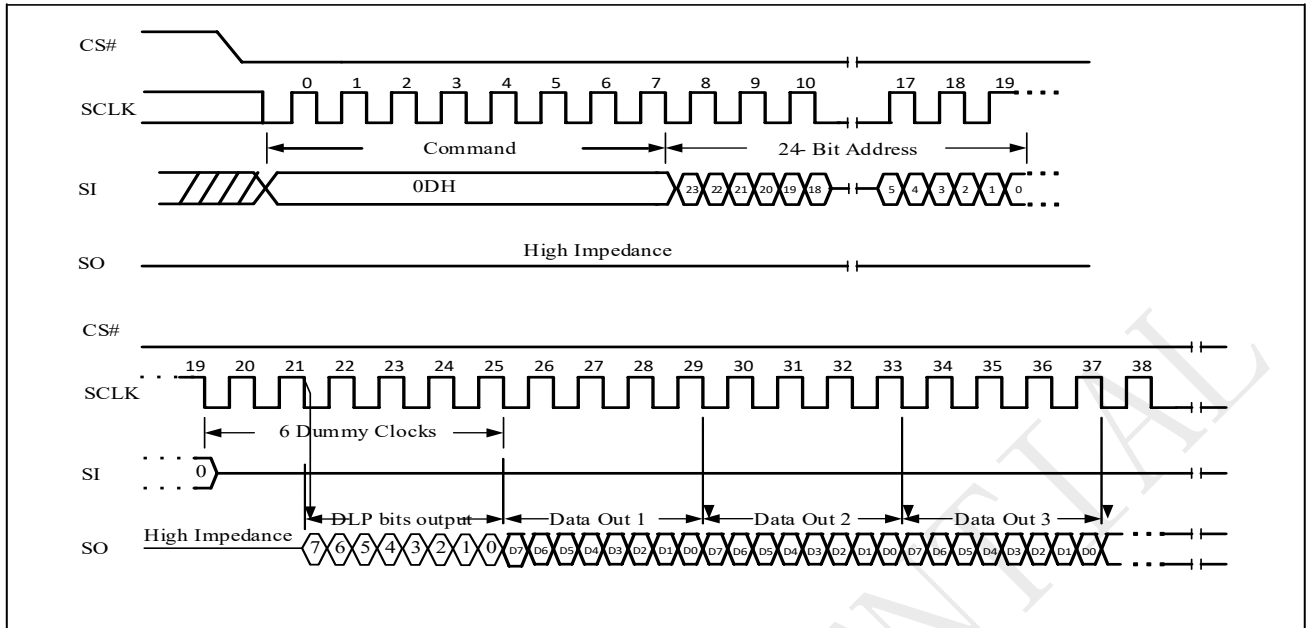 CS#
0 1 2 3 4 5 6 7 8 9 10 17 18 19
SCLK
Command 24- Bit Address
SI 0DH 23 22 21 20 19 18 5 4 3 2 1 0
High Impedance
SO
CS#
19 20 21 22 23 24 25 26 27 28 29 30 31 32 33 34 35 36 37 38
SCLK
6 Dummy Clocks
SI 0
High Impedance DLP bits output Data Out 1 Data Out 2 Data Out 3
SO 7 6 5 4 3 2 1 0 D7 D6 D5 D4 D3 D2 D1 D0 D7 D6 D5 D4 D3 D2 D1 D0 D7 D6 D5 D4 D3 D2 D1 D0
NTIAL